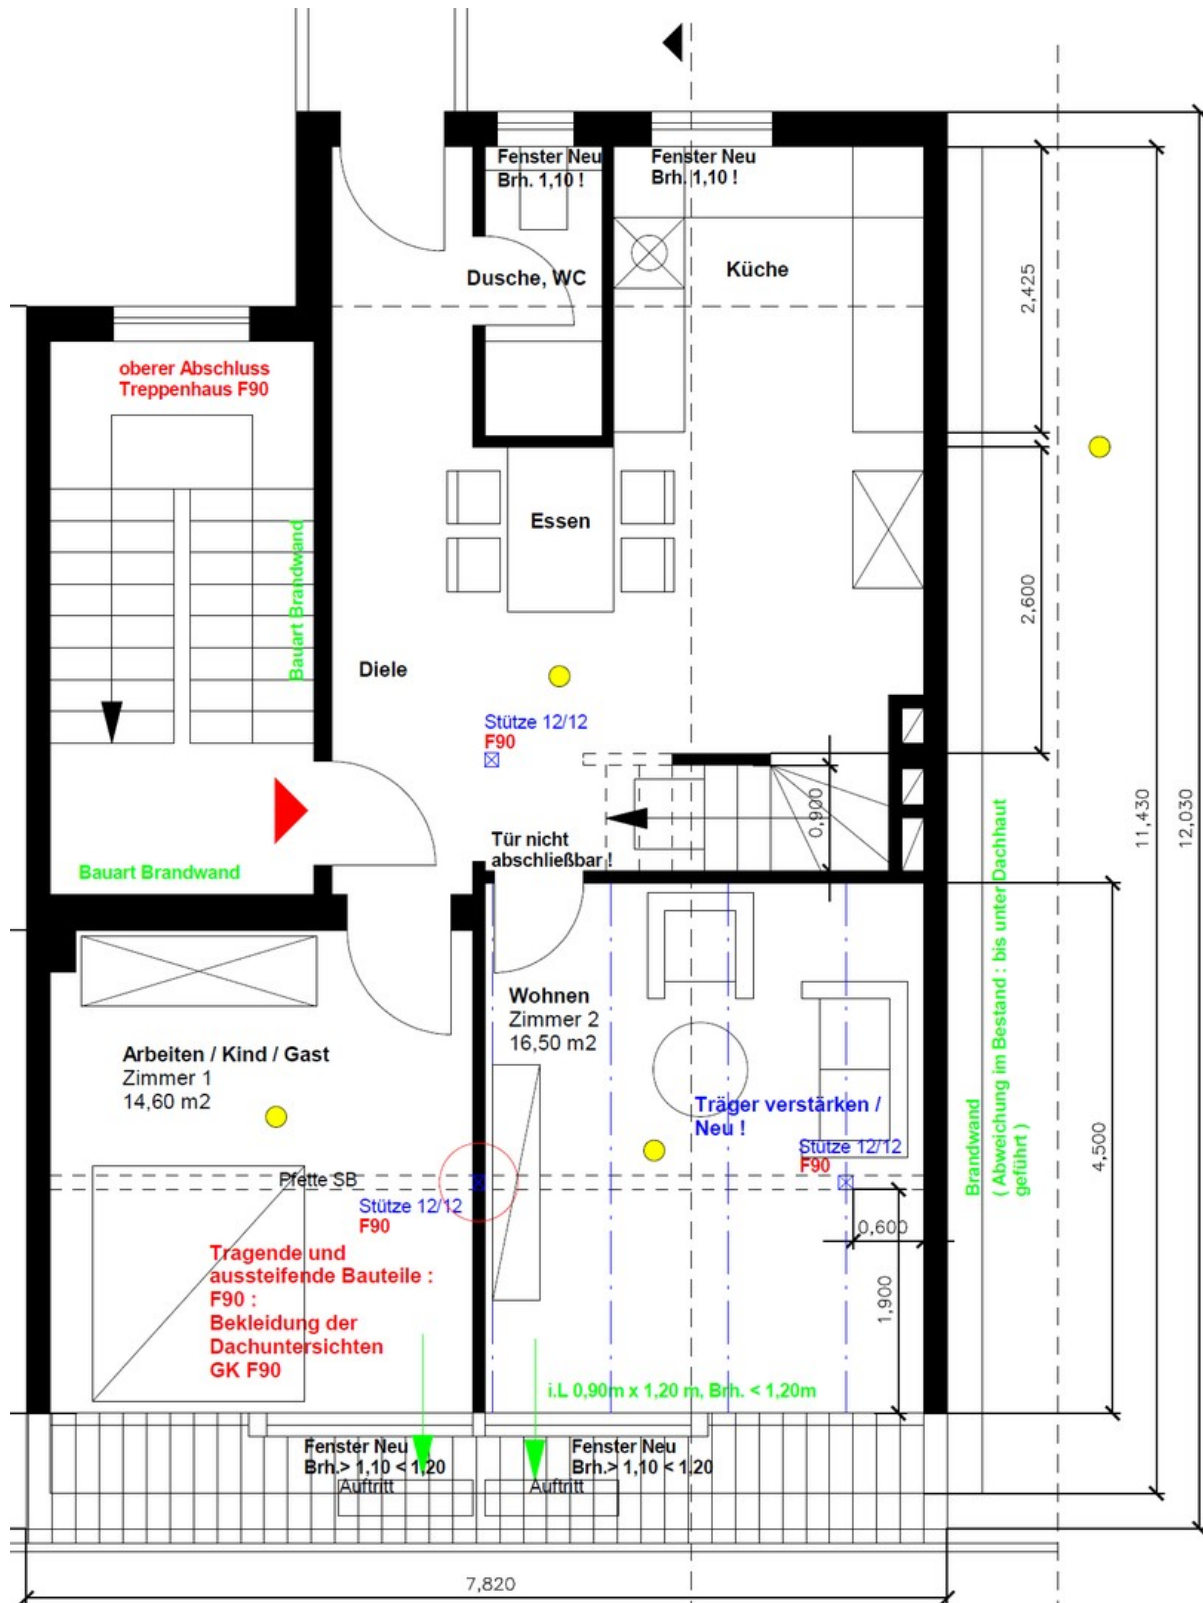 Fenster Neu
Brh. 1,10 !
Fenster Neu
Brh. 1,10 !
Dusche, WC
Küche
2,425
oberer Abschluss
Treppenhaus F90
Bauart Brandwand
Essen
2,600
Diele
Stütze 12/12
F90
0,900
Tür nicht
abschließbar !
Bauart Brandwand
11,430
12,030
Brandwand
( Abweichung im Bestand : bis unter Dachhaut
geführt )
Wohnen
Zimmer 2
16,50 m2
Arbeiten / Kind / Gast
Zimmer 1
14,60 m2
Träger verstärken /
Neu !
Stütze 12/12
F90
4,500
Pfette SB
Stütze 12/12
F90
0,600
Tragende und
aussteifende Bauteile :
F90 :
Bekleidung der
Dachuntersichten
GK F90
1,900
i.L 0,90m x 1,20 m, Brh. < 1,20m
Fenster Neu
Brh.> 1,10 < 1,20
Auftritt
Fenster Neu
Brh.> 1,10 < 1,20
Auftritt
7,820